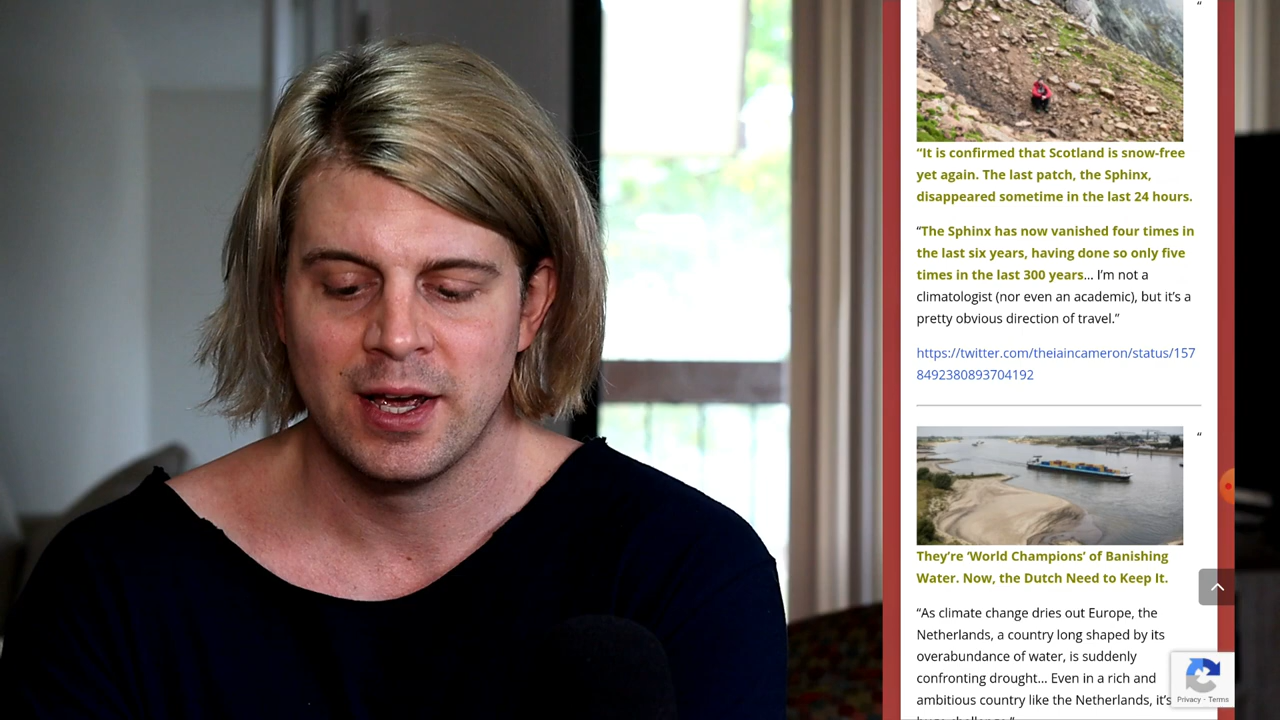 “
“It is confirmed that Scotland is snow-free
yet again. The last patch, the Sphinx,
disappeared sometime in the last 24 hours.
“The Sphinx has now vanished four times in
the last six years, having done so only five
times in the last 300 years… I’m not a
climatologist (nor even an academic), but it’s a
pretty obvious direction of travel.”
https://twitter.com/theiaincameron/status/157
8492380893704192
“
They’re ‘World Champions’ of Banishing
Water. Now, the Dutch Need to Keep It.
“As climate change dries out Europe, the
Netherlands, a country long shaped by its
overabundance of water, is suddenly
confronting drought… Even in a rich and
ambitious country like the Netherlands, it’s
Privacy - Terms